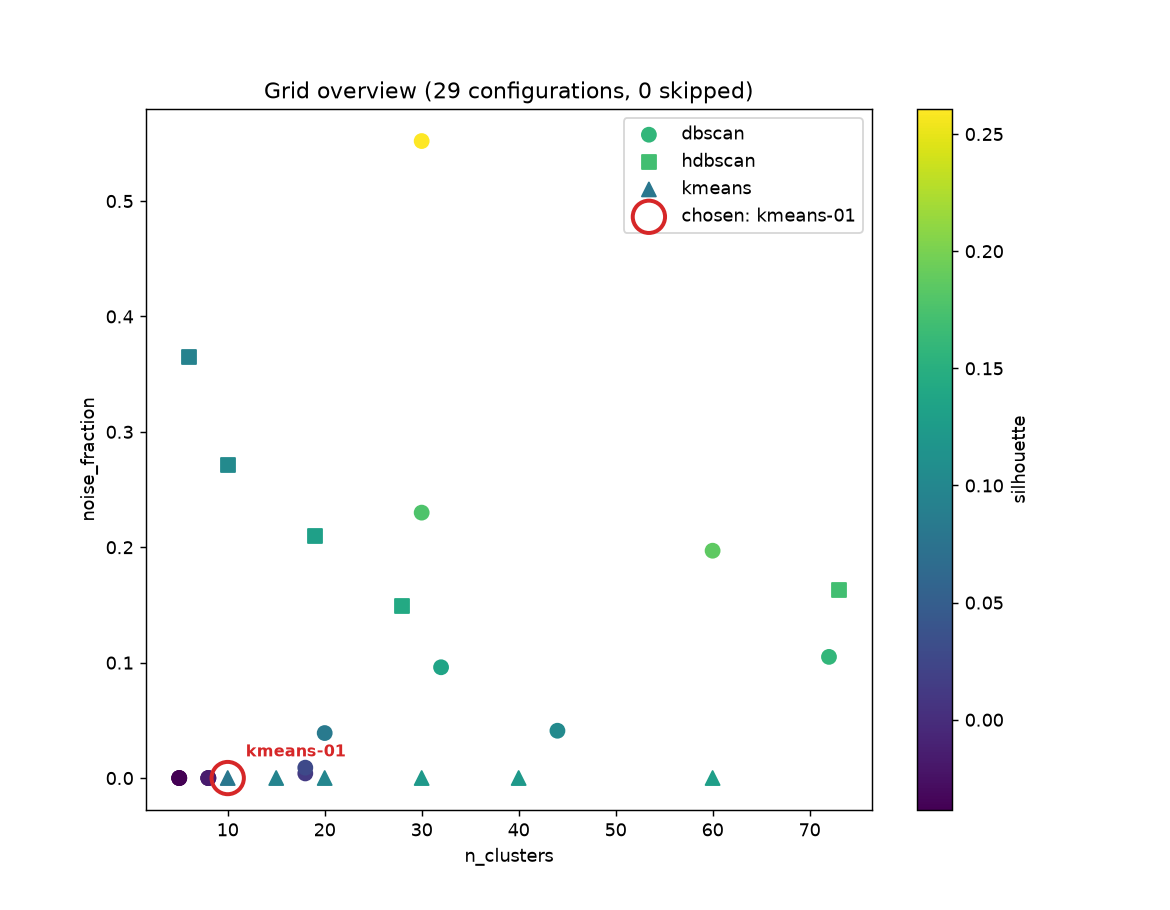 Grid overview (29 configurations, 0 skipped)
dbscan
hdbscan
kmeans
chosen: kmeans-01
kmeans-01
0.5
0.4
0.3
0.2
0.1
0.0
noise_fraction
10
20
30
40
50
60
70
n_clusters
0.25
0.20
0.15
0.10
0.05
0.00
silhouette